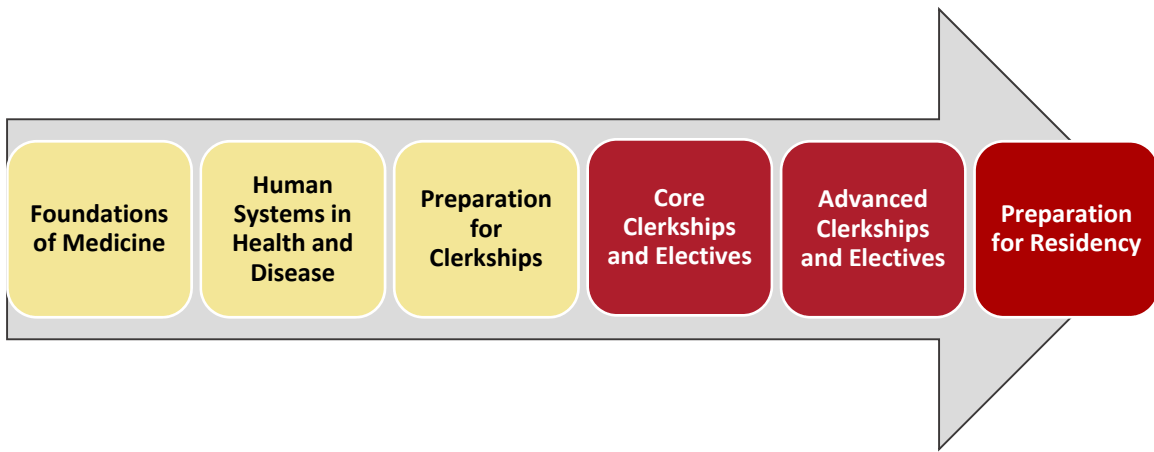 Foundations
of Medicine
Human
Systems in
Health and
Disease
Preparation
for
Clerkships
Core
Clerkships
and Electives
Advanced
Clerkships
and Electives
Preparation
for Residency